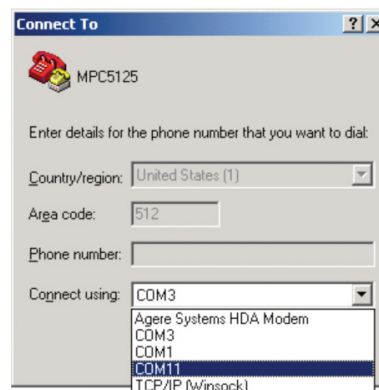 Connect To
MPC5125
Enter details for the phone number that you want to dial:
Country/region: United States (1)
Area code: 512
Phone number:
Connect using: COM3
Agere Systems HDA Modem
COM3
COM1
COM11
TCP/IP (Winsock)